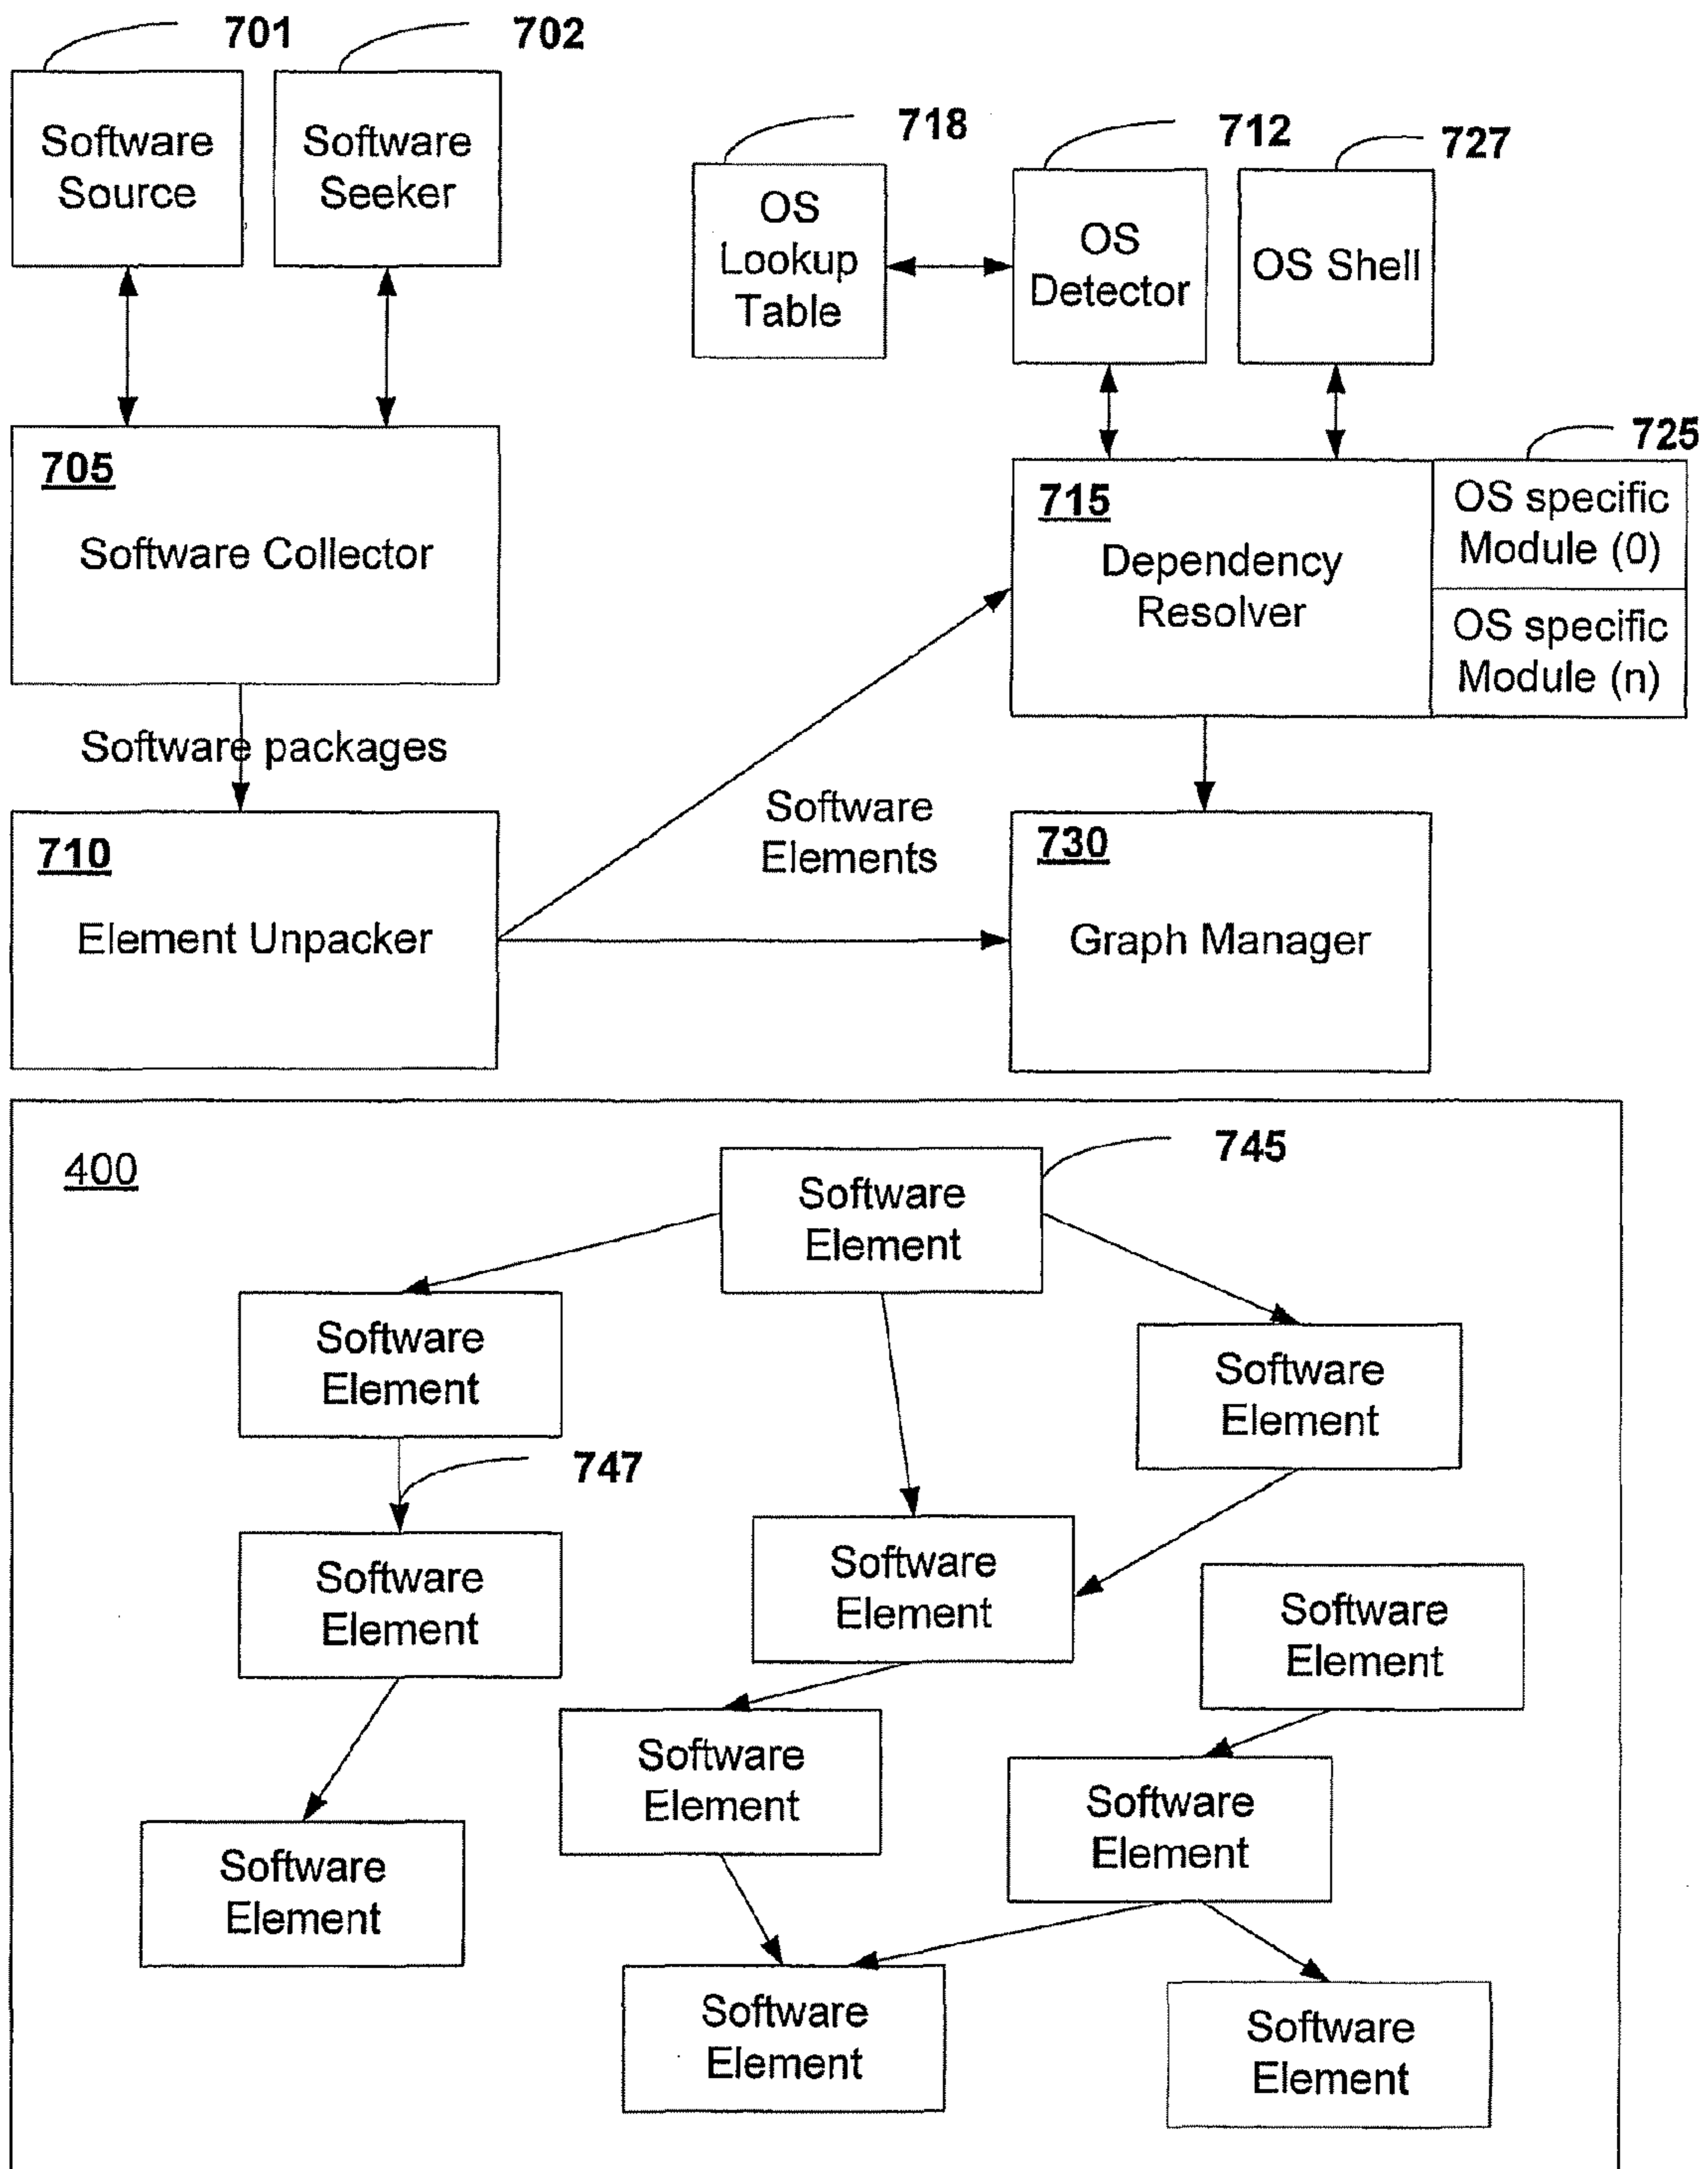 701
702
Software
Source
Software
Seeker
718
712
727
OS
Lookup
Table
OS
Detector
OS Shell
705
Software Collector
725
715
Dependency
Resolver
OS specific
Module (0)
OS specific
Module (n)
Software packages
Software
Elements
710
Element Unpacker
730
Graph Manager
400
745
Software
Element
Software
Element
Software
Element
747
Software
Element
Software
Element
Software
Element
Software
Element
Software
Element
Software
Element
Software
Element
Software
Element